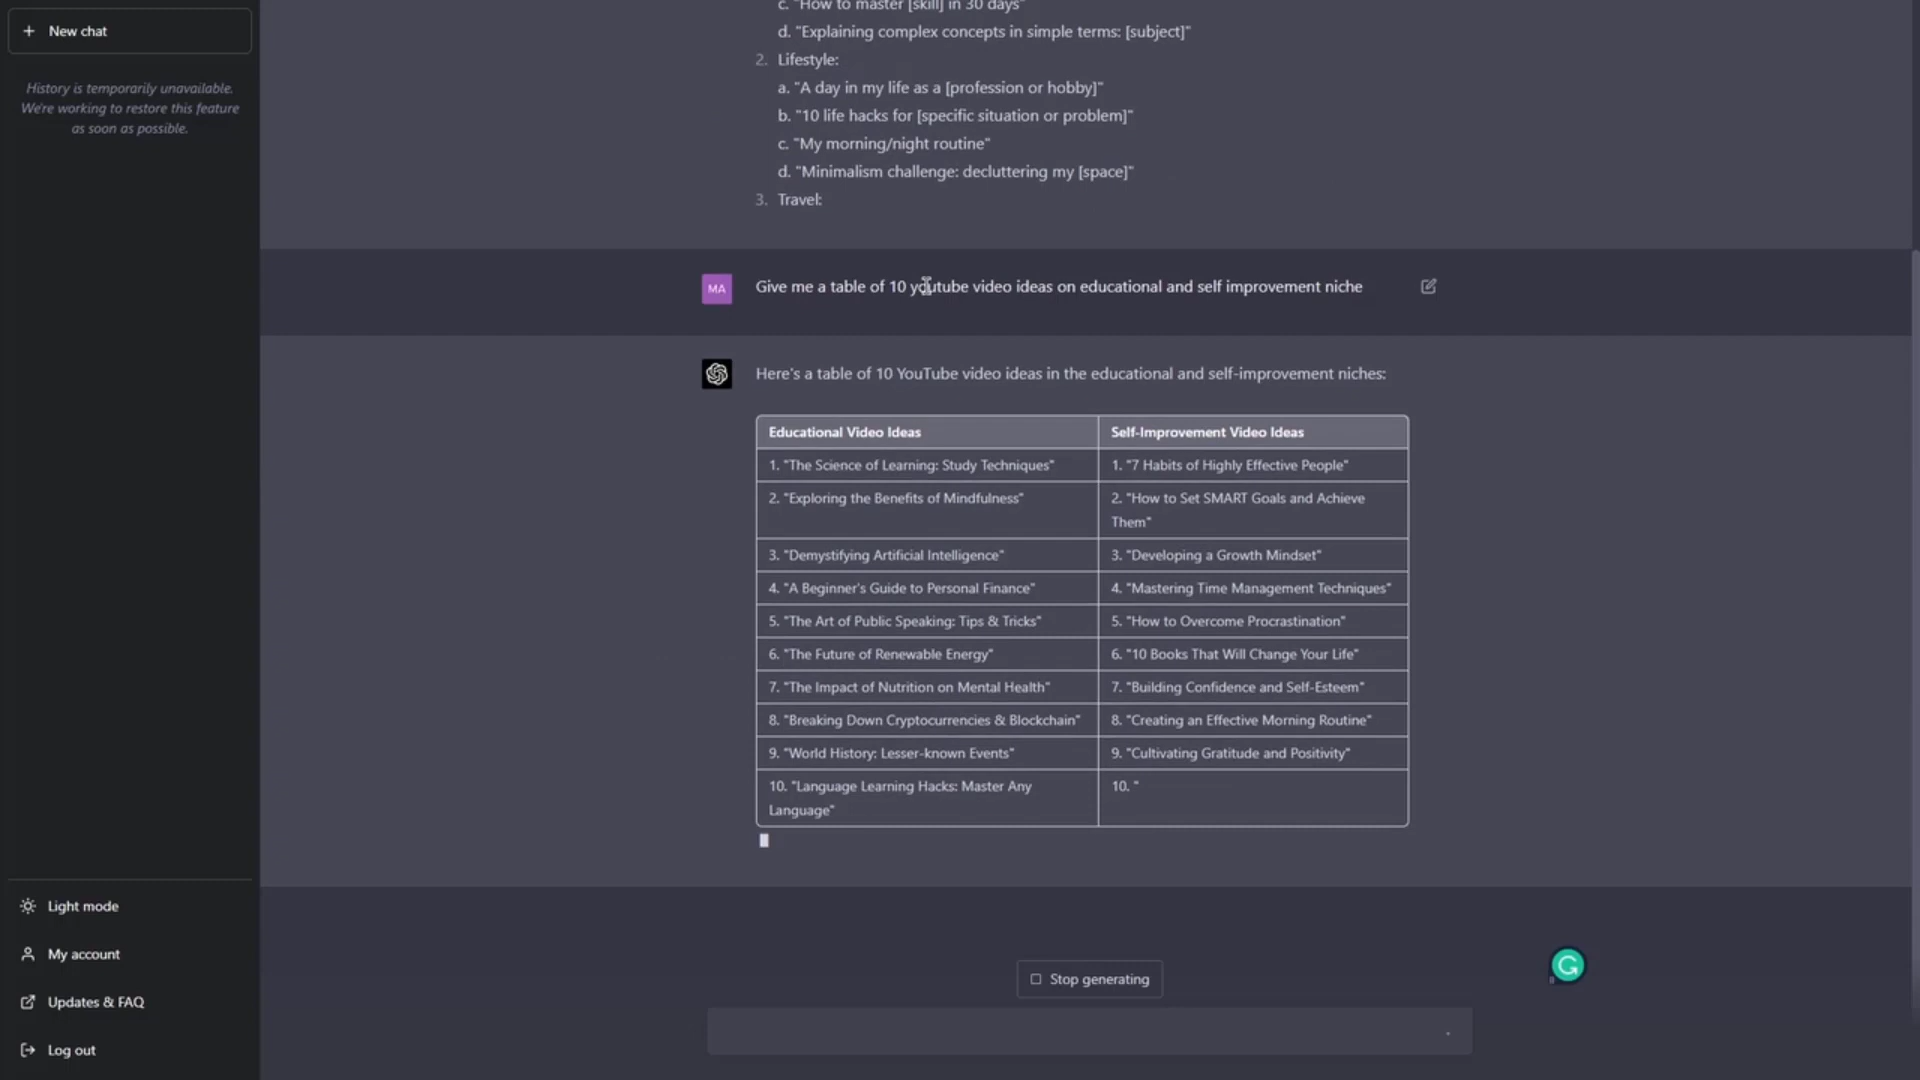 New chat
History is temporarily unavailable.
We're working to restore this feature
as soon as possible.
Light mode
My account
Updates & FAQ
Log out
c. "How to master [skill] in 30 days"
d. "Explaining complex concepts in simple terms: [subject]"
2. Lifestyle:
a. "A day in my life as a [profession or hobby]"
b. "10 life hacks for [specific situation or problem]"
c. "My morning/night routine"
d. "Minimalism challenge: decluttering my [space]"
3. Travel:
MA
Give me a table of 10 youtube video ideas on educational and self improvement niche
Here's a table of 10 YouTube video ideas in the educational and self-improvement niches:
Educational Video Ideas
Self-Improvement Video Ideas
1. "The Science of Learning: Study Techniques"
1. "7 Habits of Highly Effective People"
2. "Exploring the Benefits of Mindfulness"
2. "How to Set SMART Goals and Achieve
Them"
3. "Demystifying Artificial Intelligence"
3. "Developing a Growth Mindset"
4. "A Beginner's Guide to Personal Finance"
4. "Mastering Time Management Techniques"
5. "The Art of Public Speaking: Tips & Tricks"
5. "How to Overcome Procrastination"
6. "The Future of Renewable Energy"
6. "10 Books That Will Change Your Life"
7. "The Impact of Nutrition on Mental Health"
7. "Building Confidence and Self-Esteem"
8. "Breaking Down Cryptocurrencies & Blockchain"
8. "Creating an Effective Morning Routine"
9. "World History: Lesser-known Events"
9. "Cultivating Gratitude and Positivity"
10. "Language Learning Hacks: Master Any
Language"
10. "
Stop generating